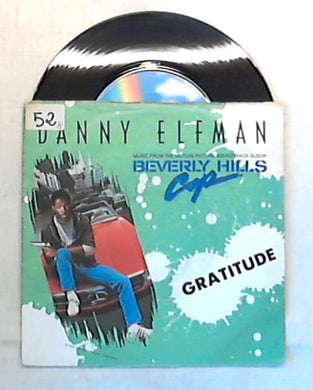 52
DANNY ELFMAN
MUSIC FROM THE MOTION PICTURE SOUNDTRACK ALBUM
BEVERLY HILLS
Cop
GRATITUDE